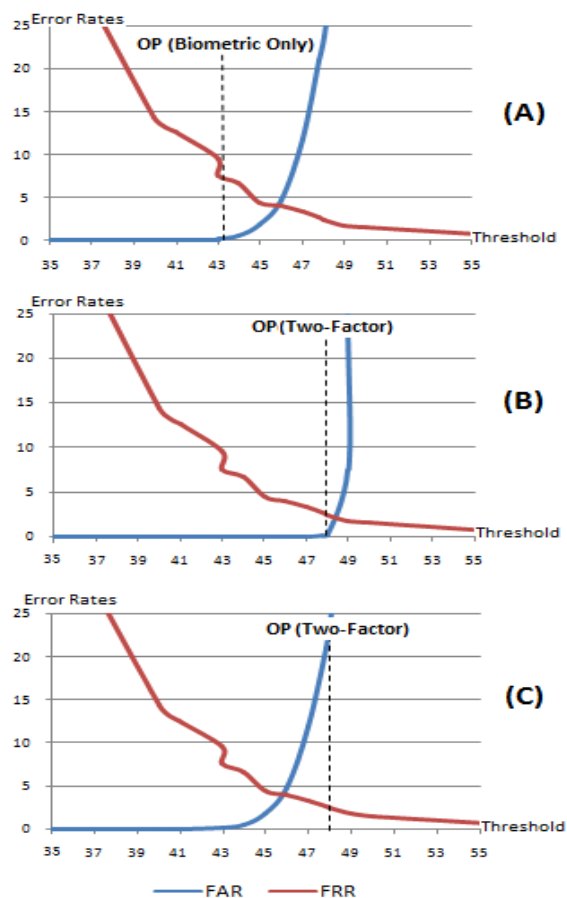 Error Rates
25
OP (Biometric Only)
20
15
(A)
10
5
0
Threshold
35 37 39 41 43 45 47 49 51 53 55
Error Rates
25
OP (Two-Factor)
20
15
(B)
10
5
0
Threshold
35 37 39 41 43 45 47 49 51 53 55
Error Rates
25
OP (Two-Factor)
20
15
(C)
10
5
0
Threshold
35 37 39 41 43 45 47 49 51 53 55
FAR FRR